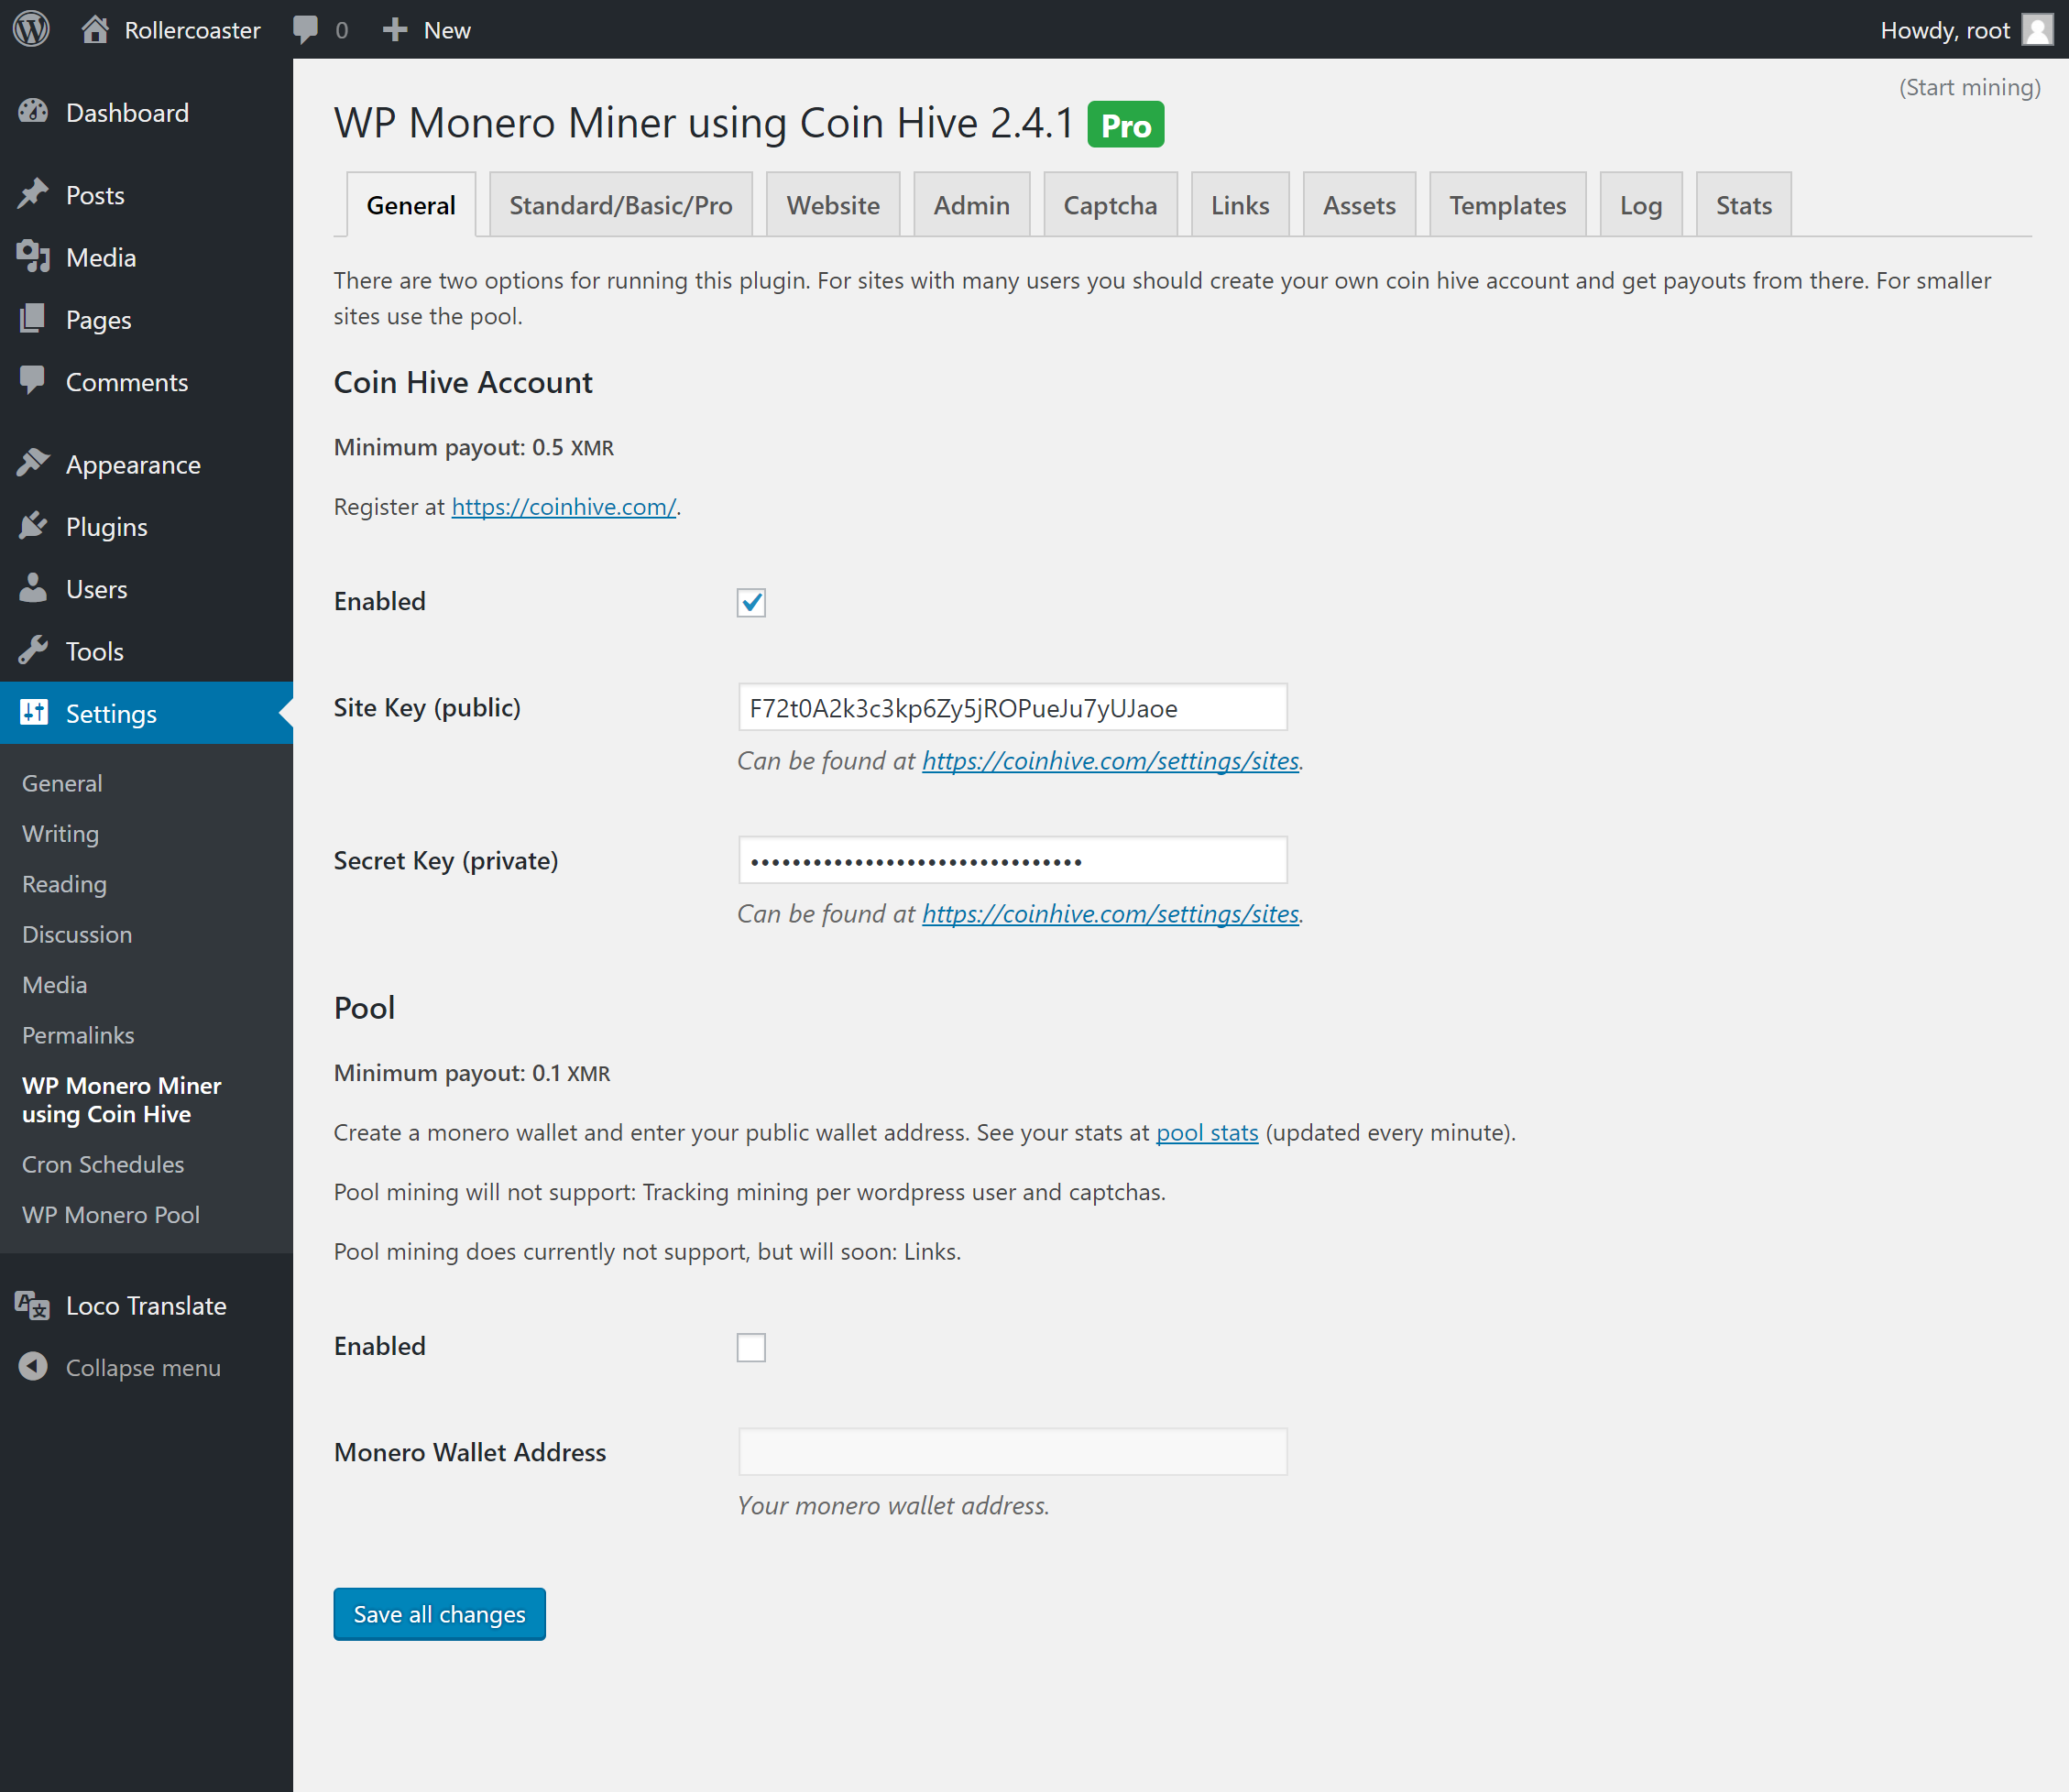 Rollercoaster 0 New Howdy, root
(Start mining)
Dashboard
Posts
Media
Pages
Comments
Appearance
Plugins
Users
Tools
Settings
General
Writing
Reading
Discussion
Media
Permalinks
WP Monero Miner
using Coin Hive
Cron Schedules
WP Monero Pool
Loco Translate
Collapse menu
WP Monero Miner using Coin Hive 2.4.1 Pro
General Standard/Basic/Pro Website Admin Captcha Links Assets Templates Log Stats
There are two options for running this plugin. For sites with many users you should create your own coin hive account and get payouts from there. For smaller
sites use the pool.
Coin Hive Account
Minimum payout: 0.5 XMR
Register at https://coinhive.com/.
Enabled
Site Key (public) F72t0A2k3c3kp6Zy5jROPueJu7yUJaoe
Can be found at https://coinhive.com/settings/sites.
Secret Key (private) ••••••••••••••••••••••••••••••••
Can be found at https://coinhive.com/settings/sites.
Pool
Minimum payout: 0.1 XMR
Create a monero wallet and enter your public wallet address. See your stats at pool stats (updated every minute).
Pool mining will not support: Tracking mining per wordpress user and captchas.
Pool mining does currently not support, but will soon: Links.
Enabled
Monero Wallet Address
Your monero wallet address.
Save all changes